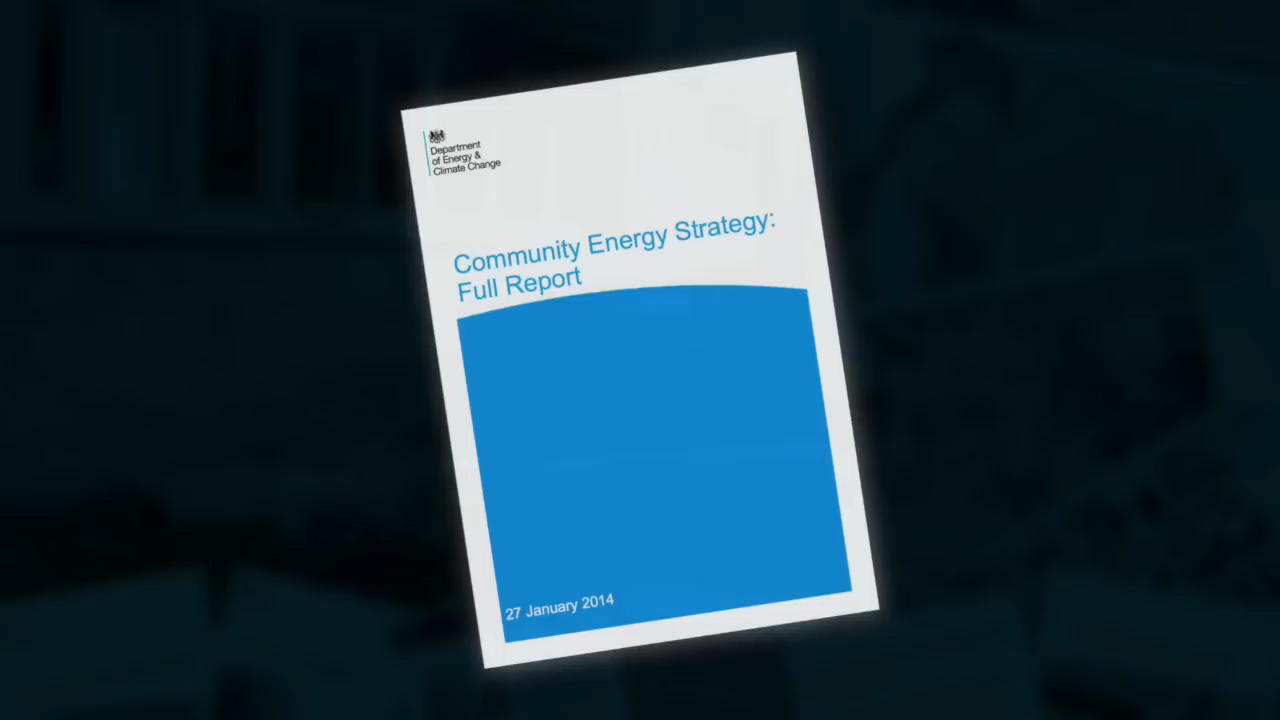 Department
of Energy &
Climate Change
Community Energy Strategy:
Full Report
27 January 2014